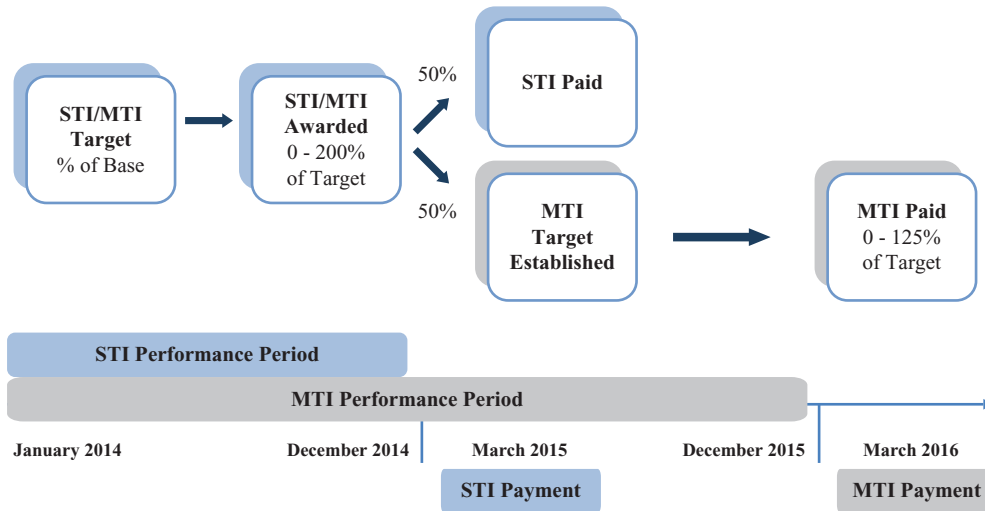 STI/MTI
Target
% of Base
STI/MTI
Awarded
0 - 200%
of Target
50%
STI Paid
50%
MTI
Target
Established
MTI Paid
0 - 125%
of Target
STI Performance Period
MTI Performance Period
January 2014
December 2014
March 2015
December 2015
March 2016
STI Payment
MTI Payment